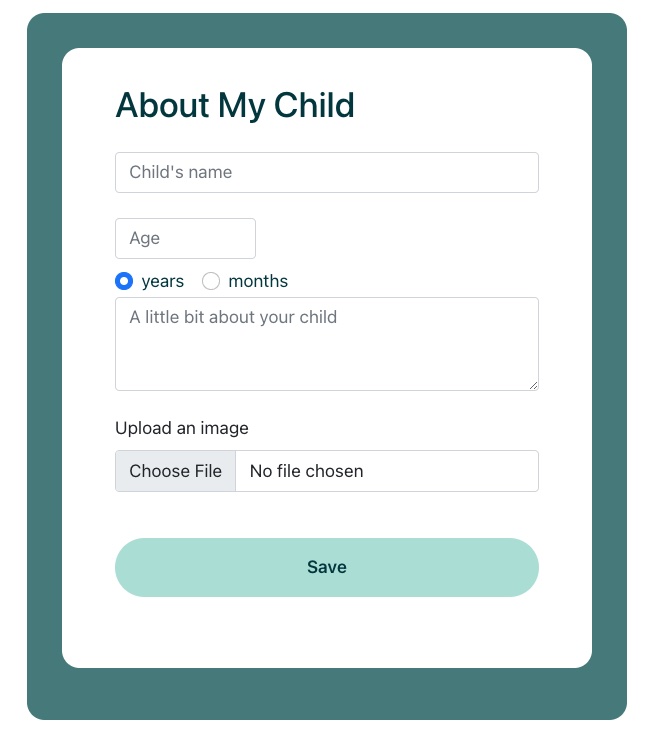 About My Child
Child's name
Age
years months
A little bit about your child
Upload an image
Choose File No file chosen
Save